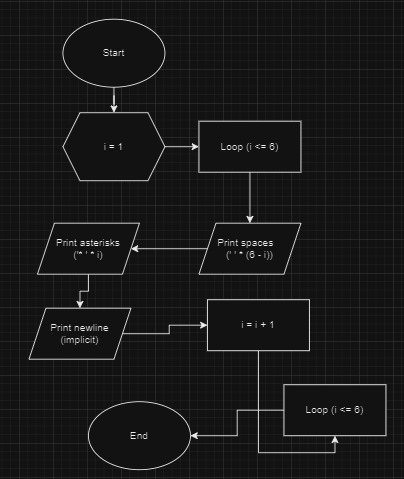 Start
i = 1
Loop (i <= 6)
Print asterisks
('* ' * i)
Print spaces
(' ' * (6 - i))
Print newline
(implicit)
i = i + 1
Loop (i <= 6)
End